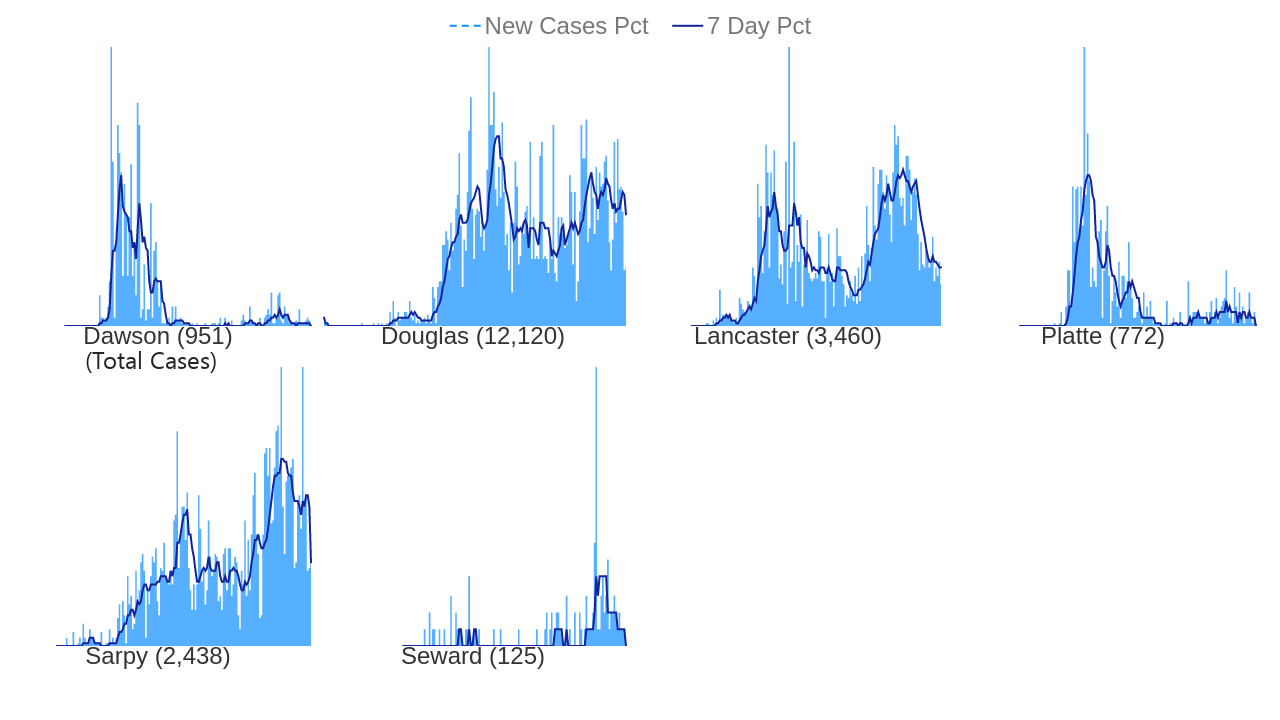 New Cases Pct
7 Day Pct
Dawson (951)
(Total Cases)
Douglas (12,120)
Lancaster (3,460)
Platte (772)
Sarpy (2,438)
Seward (125)